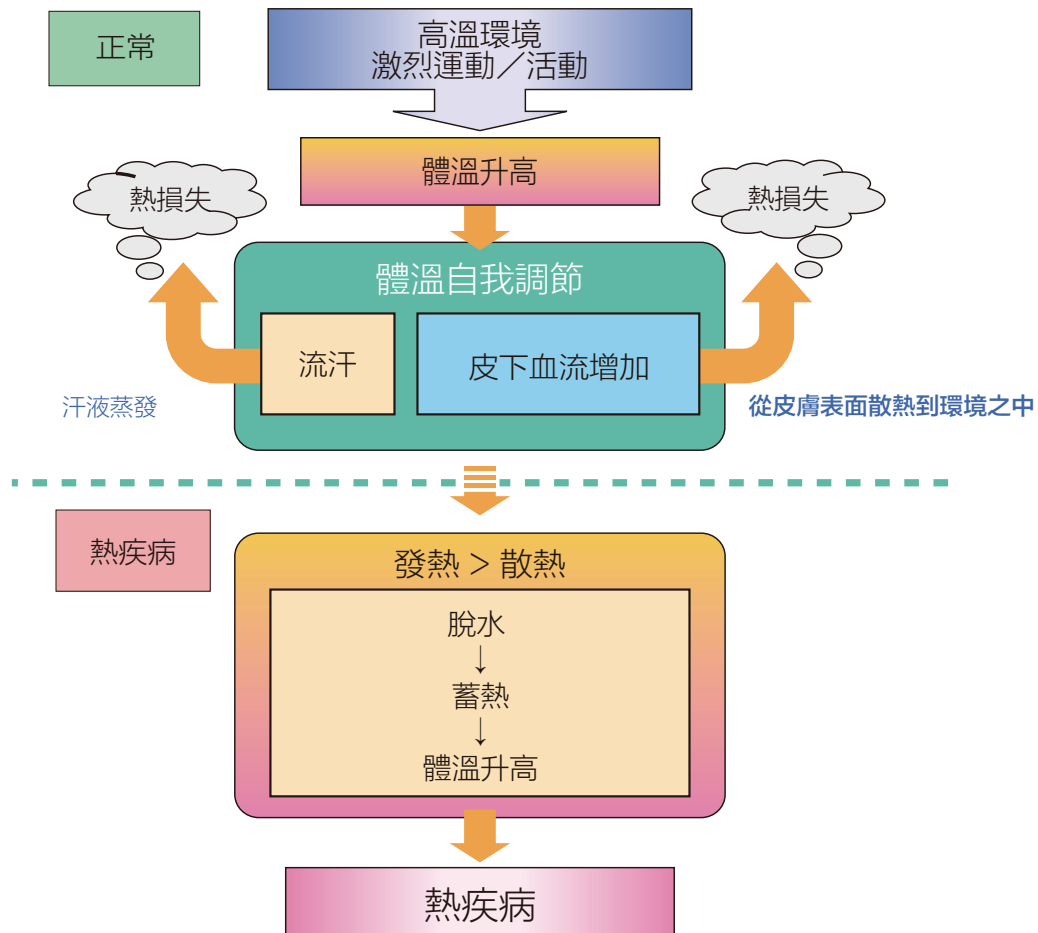 正常
高溫環境
激烈運動／活動
體溫升高
熱損失
熱損失
體溫自我調節
流汗
皮下血流增加
汗液蒸發
從皮膚表面散熱到環境之中
熱疾病
發熱 > 散熱
脫水
↓
蓄熱
↓
體溫升高
熱疾病